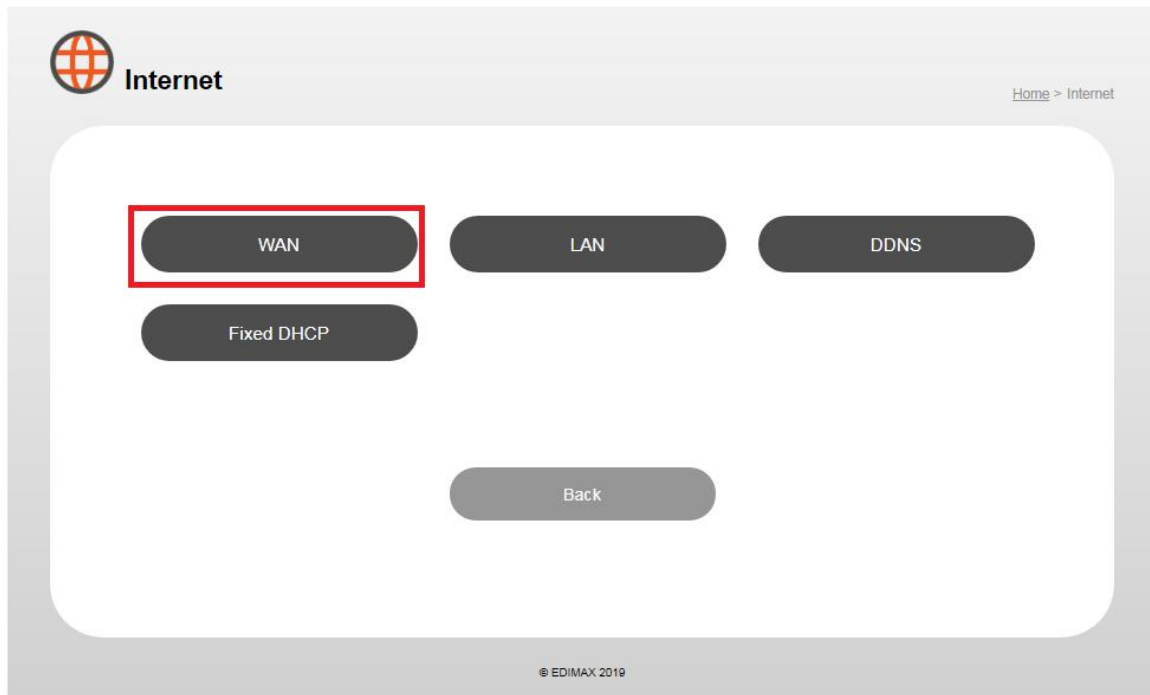 Internet
Home > Internet
WAN
LAN
DDNS
Fixed DHCP
Back
© EDIMAX 2019